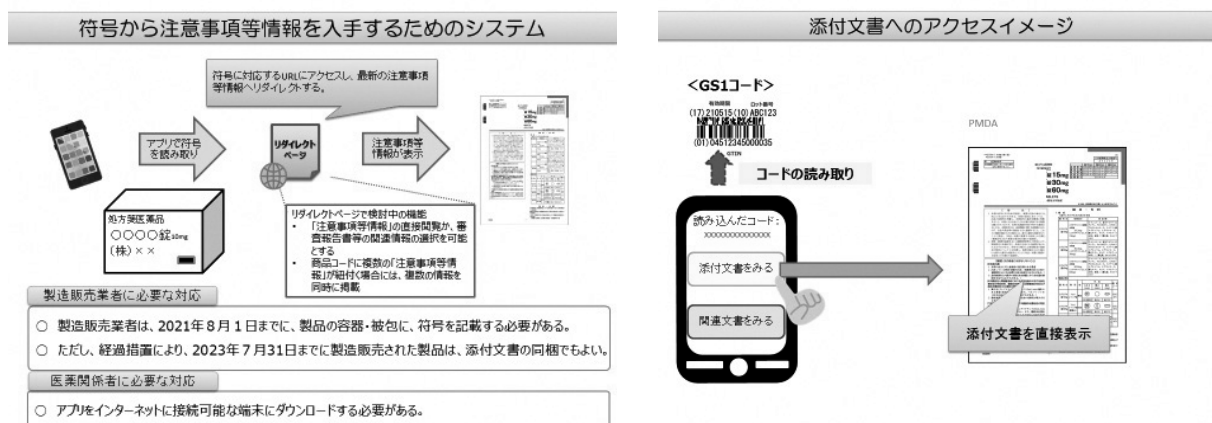 符号から注意事項等情報を入手するためのシステム
符号に対応するURLにアクセスし、最新の注意事項
等情報へリダイレクトする。
アプリで符号
を読み取り
リダイレクト
ページ
注意事項等
情報が表示
処方箋医薬品
〇〇〇〇錠10mg
(株)××
リダイレクトページで検討中の機能
・ 「注意事項等情報」の直接閲覧か、審
査報告書等の関連情報の選択を可能
とする
・ 商品コードに複数の「注意事項等情
報」が紐付く場合には、複数の情報を
同時に掲載
製造販売業者に必要な対応
○ 製造販売業者は、2021年8月1日までに、製品の容器・被包に、符号を記載する必要がある。
○ ただし、経過措置により、2023年7月31日までに製造販売された製品は、添付文書の同梱でもよい。
医薬関係者に必要な対応
○ アプリをインターネットに接続可能な端末にダウンロードする必要がある。
添付文書へのアクセスイメージ
<GS1コード>
有効期限 ロット番号
(17)210515(10)ABC123
(01)04512345000035
GTIN
コードの読み取り
読み込んだコード:
xxxxxxxxxxxxxx
添付文書をみる
関連文書をみる
PMDA
15mg
30mg
60mg
添付文書を直接表示